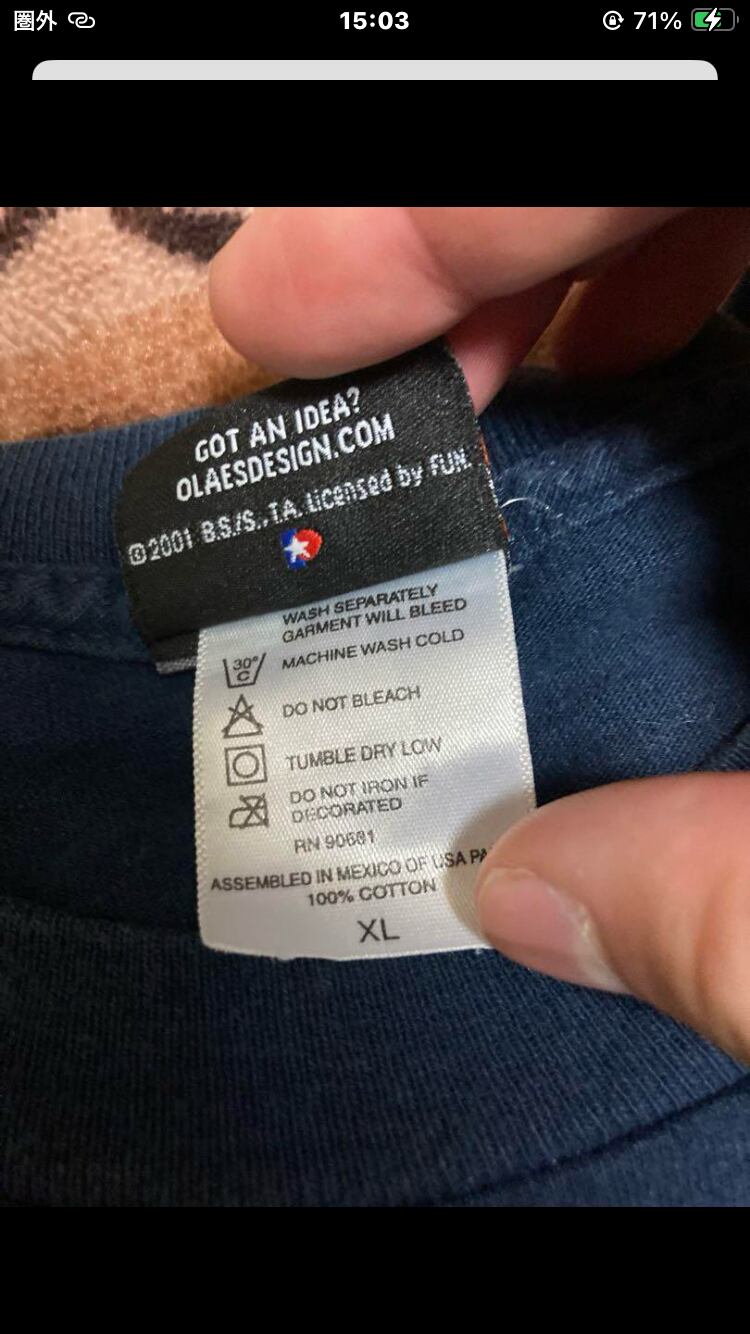 圏外
15:03
71%
GOT AN IDEA?
OLAESDESIGN.COM
©2001 B.S./S., T.A. Licensed by FUN.
WASH SEPARATELY
GARMENT WILL BLEED
30°
C
MACHINE WASH COLD
DO NOT BLEACH
TUMBLE DRY LOW
DO NOT IRON IF
DECORATED
RN 90681
ASSEMBLED IN MEXICO OF USA PA
100% COTTON
XL